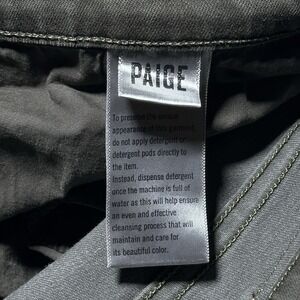 PAIGE
To preserve the unique
appearance of this garment,
do not apply detergent or
detergent pods directly to
the item.
Instead, dispense detergent
once the machine is full of
water as this will help ensure
an even and effective
cleansing process that will
maintain and care for
its beautiful color.